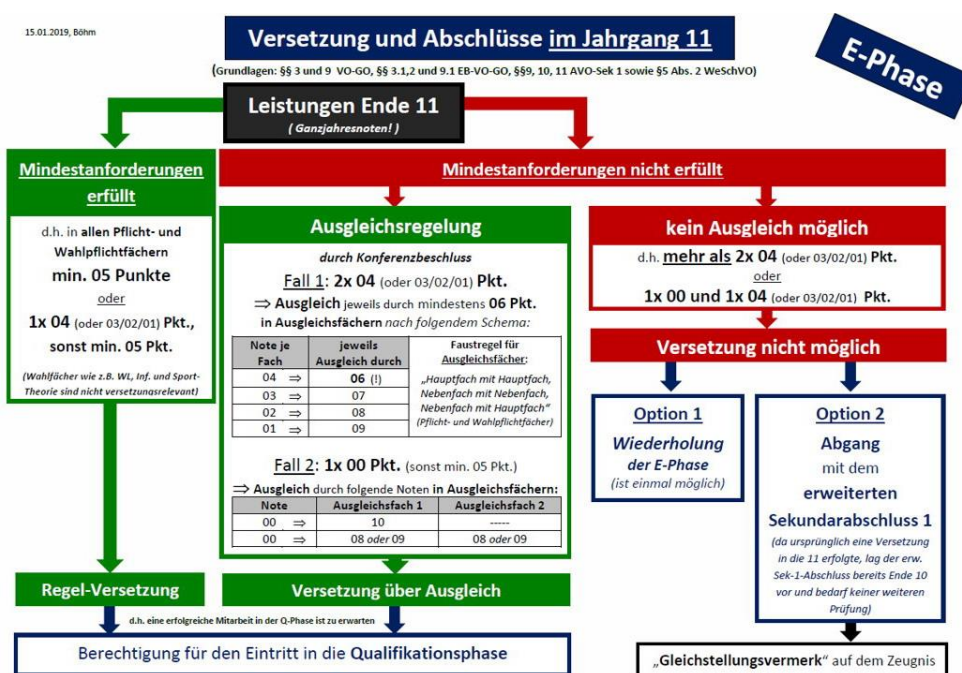 15.01.2019, Böhm
Versetzung und Abschlüsse im Jahrgang 11
E-Phase
(Grundlagen: §§ 3 und 9 VO-GO, §§ 3.1,2 und 9.1 EB-VO-GO, §§9, 10, 11 AVO-Sek 1 sowie §5 Abs. 2 WeSchVO)
Leistungen Ende 11
( Ganzjahresnoten! )
Mindestanforderungen
erfüllt
d.h. in allen Pflicht- und
Wahlpflichtfächern
min. 05 Punkte
oder
1x 04 (oder 03/02/01) Pkt.,
sonst min. 05 Pkt.
(Wahlfächer wie z.B. WL, Inf. und Sport-
Theorie sind nicht versetzungsrelevant)
Regel-Versetzung
Mindestanforderungen nicht erfüllt
Ausgleichsregelung
durch Konferenzbeschluss
Fall 1: 2x 04 (oder 03/02/01) Pkt.
⇒ Ausgleich jeweils durch mindestens 06 Pkt.
in Ausgleichsfächern nach folgendem Schema:
Note je Fach jeweils Ausgleich durch
04 ⇒ 06 (!)
03 ⇒ 07
02 ⇒ 08
01 ⇒ 09
Faustregel für
Ausgleichsfächer:
„Hauptfach mit Hauptfach,
Nebenfach mit Nebenfach,
Nebenfach mit Hauptfach“
(Pflicht- und Wahlpflichtfächer)
Fall 2: 1x 00 Pkt. (sonst min. 05 Pkt.)
⇒ Ausgleich durch folgende Noten in Ausgleichsfächern:
Note Ausgleichsfach 1 Ausgleichsfach 2
00 ⇒ 10 -----
00 ⇒ 08 oder 09 08 oder 09
Versetzung über Ausgleich
d.h. eine erfolgreiche Mitarbeit in der Q-Phase ist zu erwarten
Berechtigung für den Eintritt in die Qualifikationsphase
kein Ausgleich möglich
d.h. mehr als 2x 04 (oder 03/02/01) Pkt.
oder
1x 00 und 1x 04 (oder 03/02/01) Pkt.
Versetzung nicht möglich
Option 1
Wiederholung
der E-Phase
(ist einmal möglich)
Option 2
Abgang
mit dem
erweiterten
Sekundarabschluss 1
(da ursprünglich eine Versetzung
in die 11 erfolgte, lag der erw.
Sek-1-Abschluss bereits Ende 10
vor und bedarf keiner weiteren
Prüfung)
„Gleichstellungsvermerk“ auf dem Zeugnis